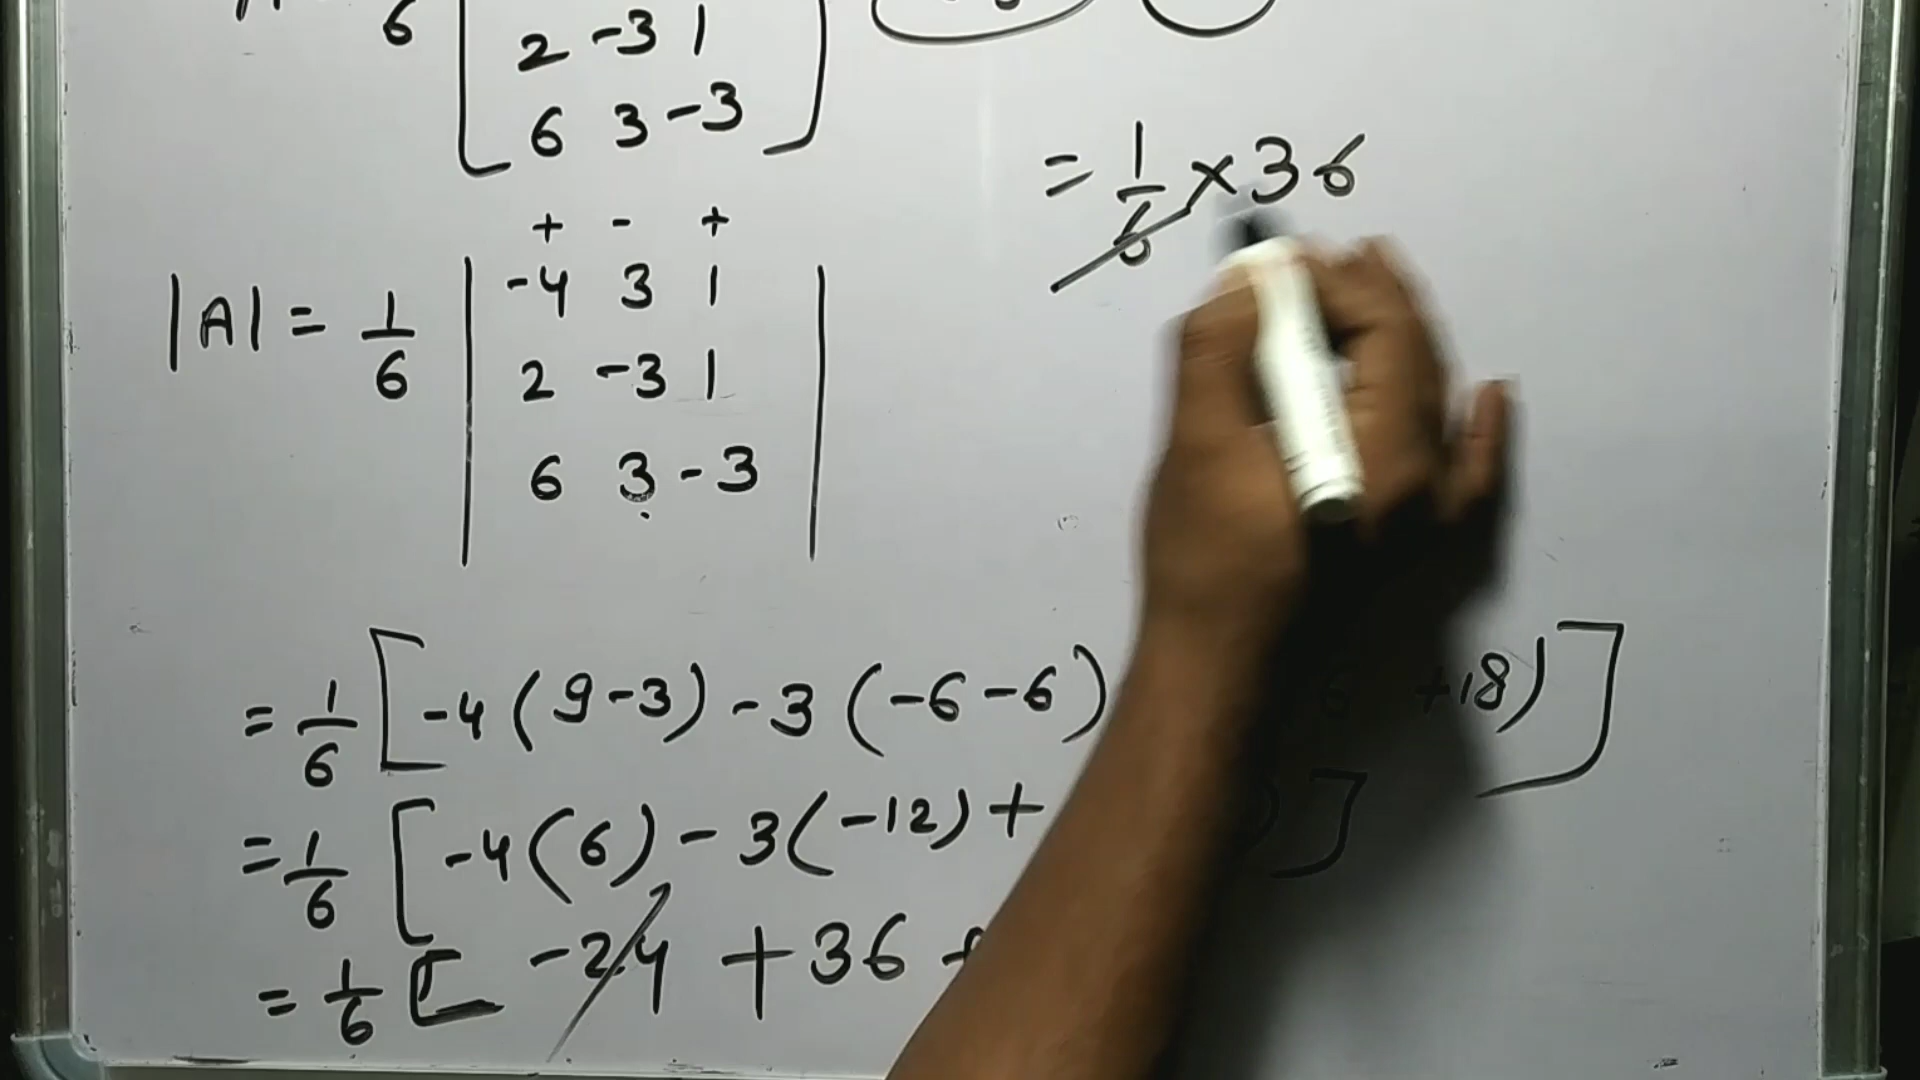 6
2 -3 1
6 3 -3
+ - +
|A| = 1/6 | -4 3 1
2 -3 1
6 3 -3 |
= 1/6 [ -4 ( 9 - 3 ) - 3 ( -6 - 6 ) 6 + 18 ) ]
= 1/6 [ -4 ( 6 ) - 3 ( -12 ) + ) ]
= 1/6 [ -24 + 36 +
= 1/6 × 36